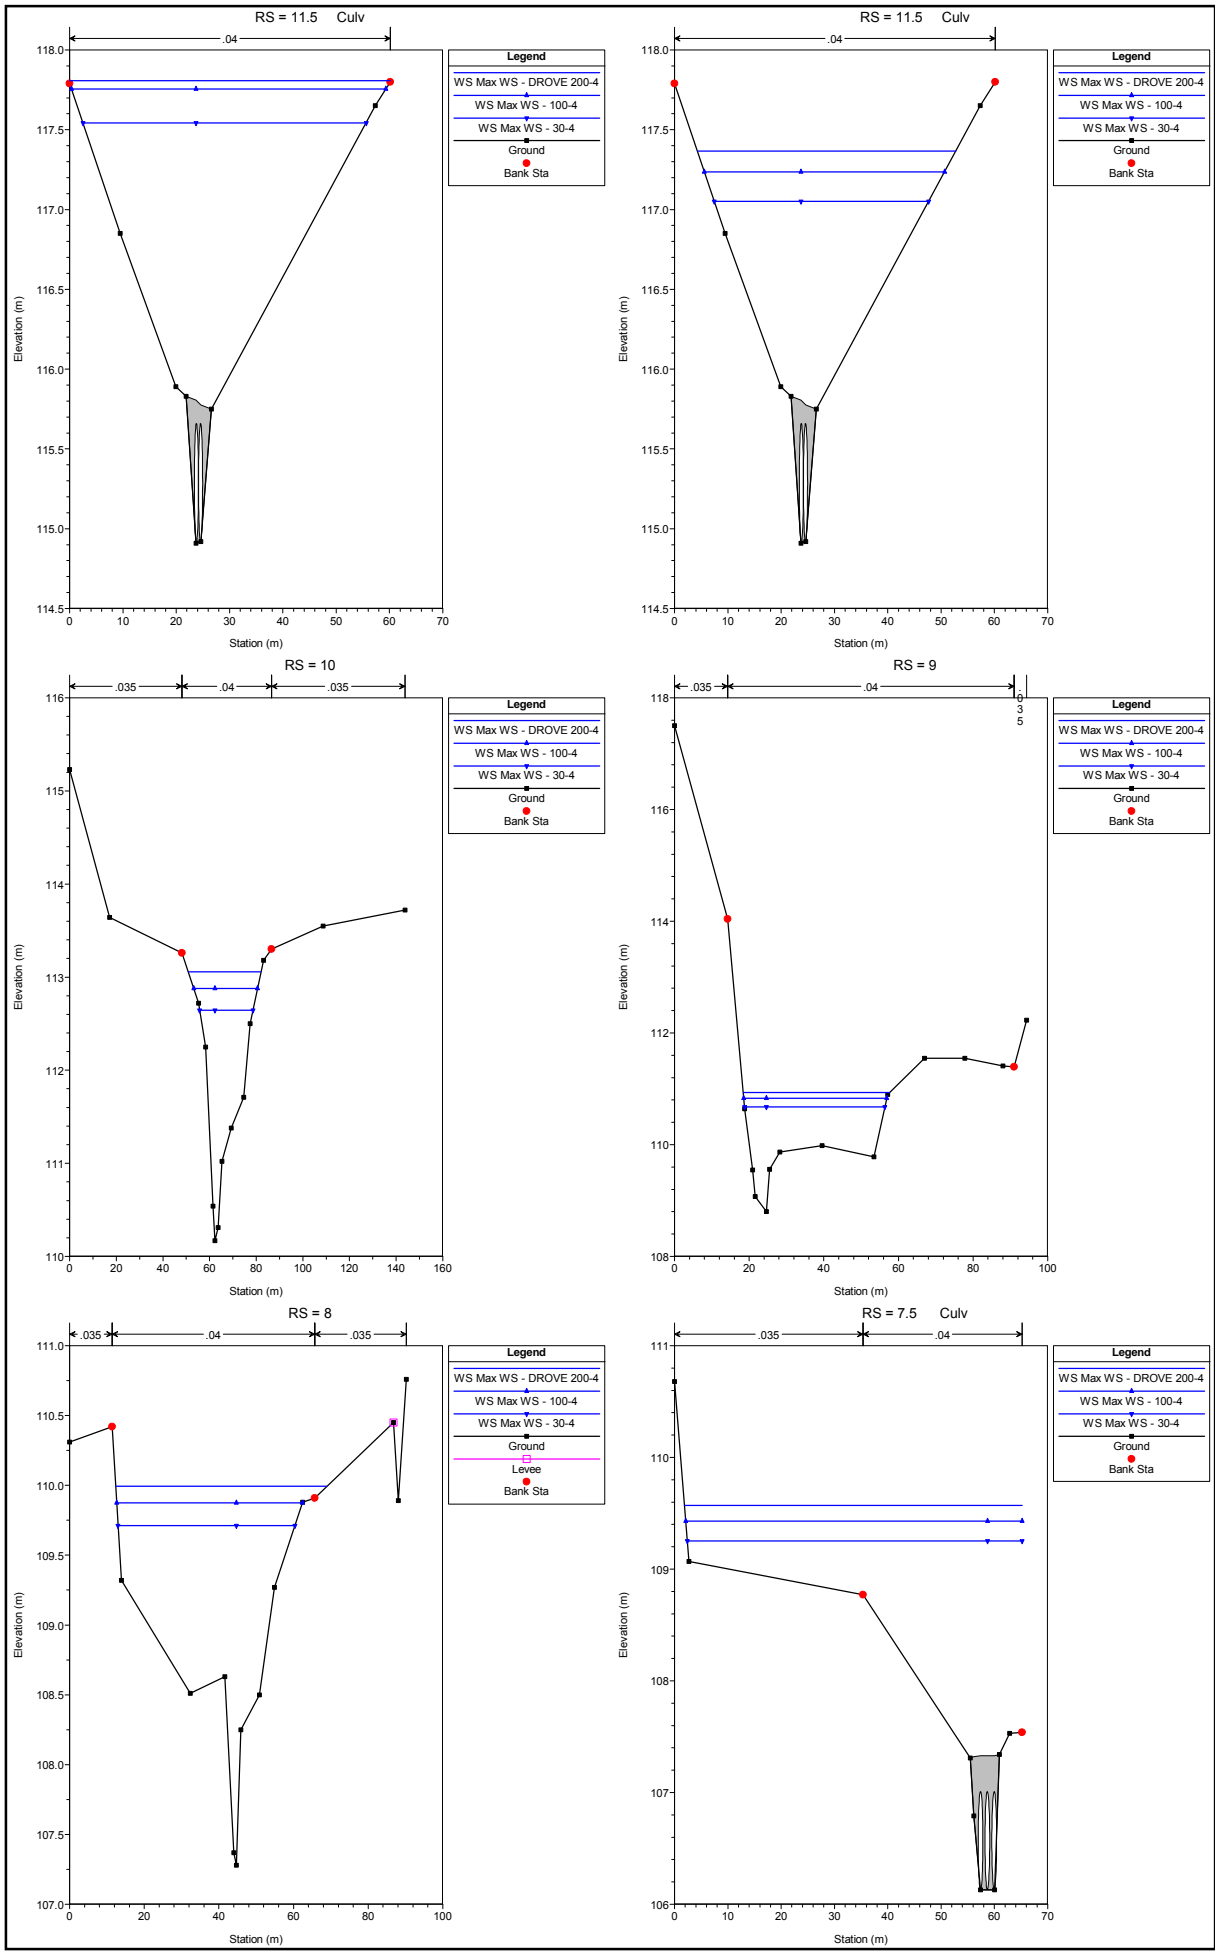 RS = 11.5 Culv
.04
118.0
117.5
117.0
116.5
116.0
115.5
115.0
114.5
0 10 20 30 40 50 60 70
Elevation (m)
Station (m)
Legend
WS Max WS - DROVE 200-4
WS Max WS - 100-4
WS Max WS - 30-4
Ground
Bank Sta
RS = 11.5 Culv
.04
118.0
117.5
117.0
116.5
116.0
115.5
115.0
114.5
0 10 20 30 40 50 60 70
Elevation (m)
Station (m)
Legend
WS Max WS - DROVE 200-4
WS Max WS - 100-4
WS Max WS - 30-4
Ground
Bank Sta
RS = 10
.035 .04 .035
116
115
114
113
112
111
110
0 20 40 60 80 100 120 140 160
Elevation (m)
Station (m)
Legend
WS Max WS - DROVE 200-4
WS Max WS - 100-4
WS Max WS - 30-4
Ground
Bank Sta
RS = 9
.035 .04 .035
118
116
114
112
110
108
0 20 40 60 80 100
Elevation (m)
Station (m)
Legend
WS Max WS - DROVE 200-4
WS Max WS - 100-4
WS Max WS - 30-4
Ground
Bank Sta
RS = 8
.035 .04 .035
111.0
110.5
110.0
109.5
109.0
108.5
108.0
107.5
107.0
0 20 40 60 80 100
Elevation (m)
Station (m)
Legend
WS Max WS - DROVE 200-4
WS Max WS - 100-4
WS Max WS - 30-4
Ground
Levee
Bank Sta
RS = 7.5 Culv
.035 .04
111
110
109
108
107
106
0 10 20 30 40 50 60 70
Elevation (m)
Station (m)
Legend
WS Max WS - DROVE 200-4
WS Max WS - 100-4
WS Max WS - 30-4
Ground
Bank Sta